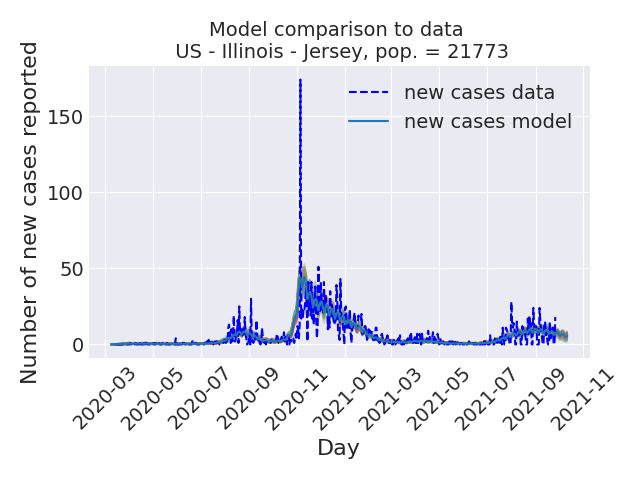 Model comparison to data
US - Illinois - Jersey, pop. = 21773
Number of new cases reported
150
100
50
0
new cases data
new cases model
2020-03
2020-05
2020-07
2020-09
2020-11
2021-01
2021-03
2021-05
2021-07
2021-09
2021-11
Day